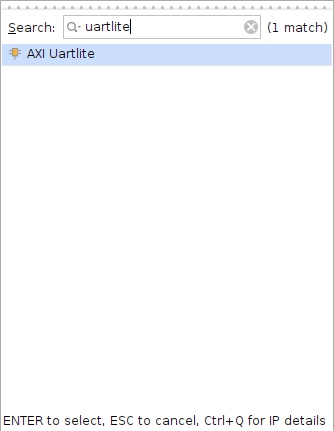 Search: uartlite (1 match)
AXI Uartlite
ENTER to select, ESC to cancel, Ctrl+Q for IP details